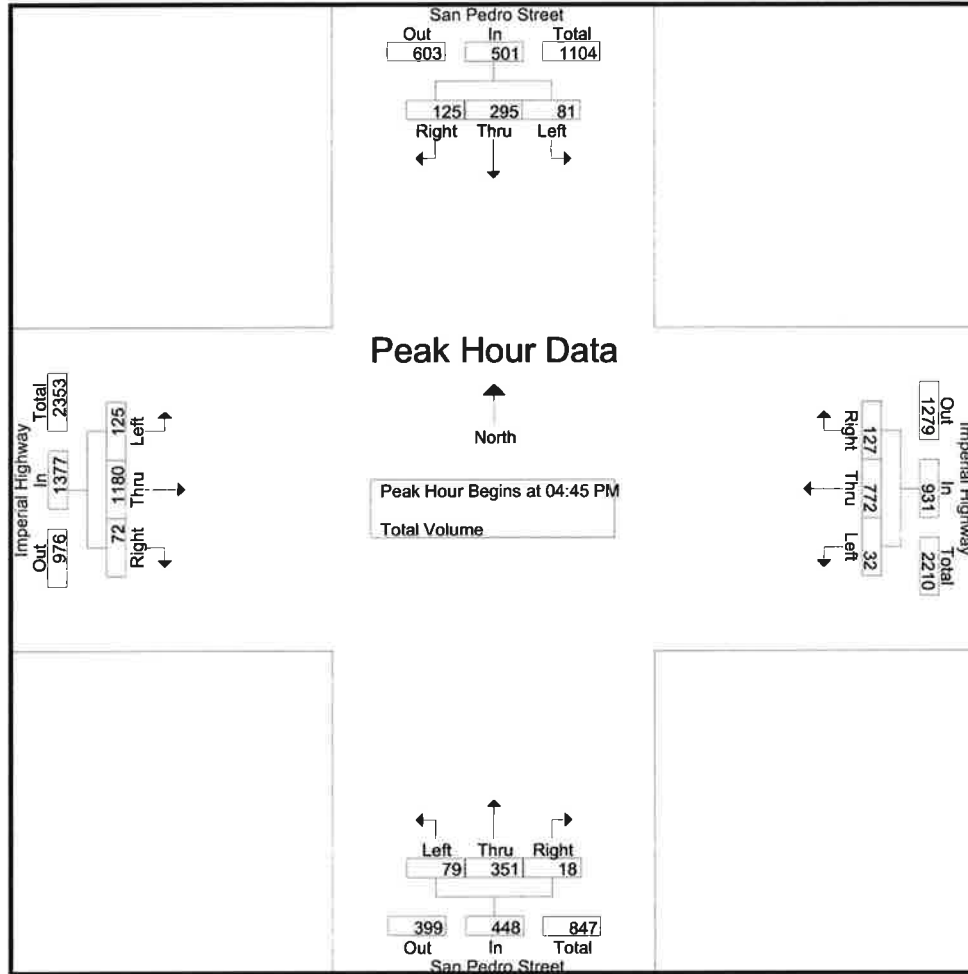 San Pedro Street
Out In Total
603 501 1104
125 295 81
Right Thru Left
Peak Hour Data
North
Peak Hour Begins at 04:45 PM
Total Volume
Imperial Highway
Total In Out
2353 1377 976
125 1180 72
Left Thru Right
Imperial Highway
Out In Total
1279 931 2210
127 772 32
Right Thru Left
Left Thru Right
79 351 18
399 448 847
Out In Total
San Pedro Street